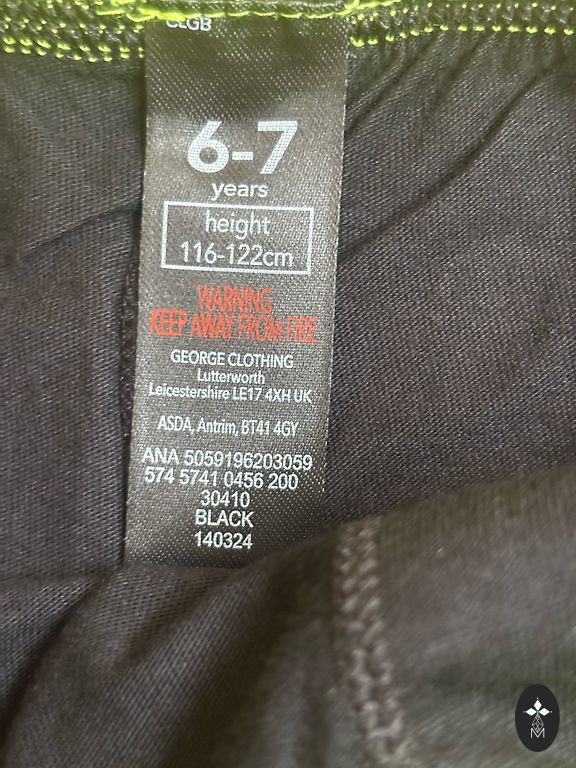 6-7
years
height
116-122cm
WARNING
KEEP AWAY FROM FIRE
GEORGE CLOTHING
Lutterworth
Leicestershire LE17 4XH UK
ASDA, Antrim, BT41 4GY
ANA 5059196203059
574 5741 0456 200
30410
BLACK
140324
M